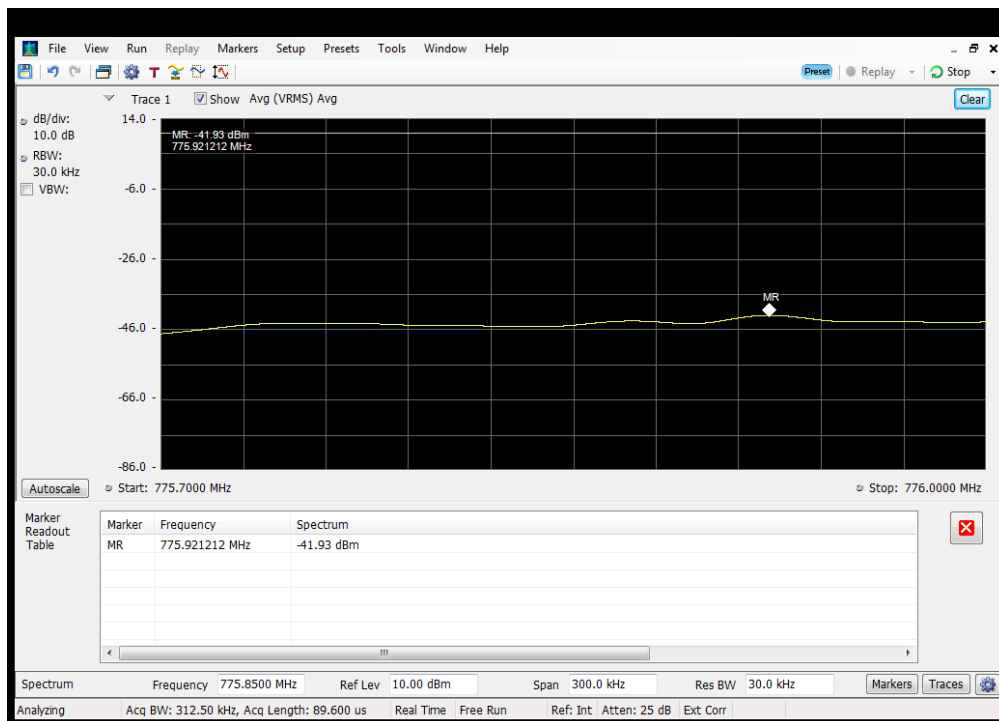 File View Run Replay Markers Setup Presets Tools Window Help
T Preset Replay Stop
Trace 1 Show Avg (VRMS) Avg Clear
dB/div:
10.0 dB
RBW:
30.0 kHz
VBW:
14.0
-6.0
-26.0
-46.0
-66.0
-86.0
MR: -41.93 dBm
775.921212 MHz
MR
Autoscale Start: 775.7000 MHz Stop: 776.0000 MHz
Marker
Readout
Table
Marker Frequency Spectrum
MR 775.921212 MHz -41.93 dBm
Spectrum Frequency 775.8500 MHz Ref Lev 10.00 dBm Span 300.0 kHz Res BW 30.0 kHz Markers Traces
Analyzing Acq BW: 312.50 kHz, Acq Length: 89.600 us Real Time Free Run Ref: Int Atten: 25 dB Ext Corr